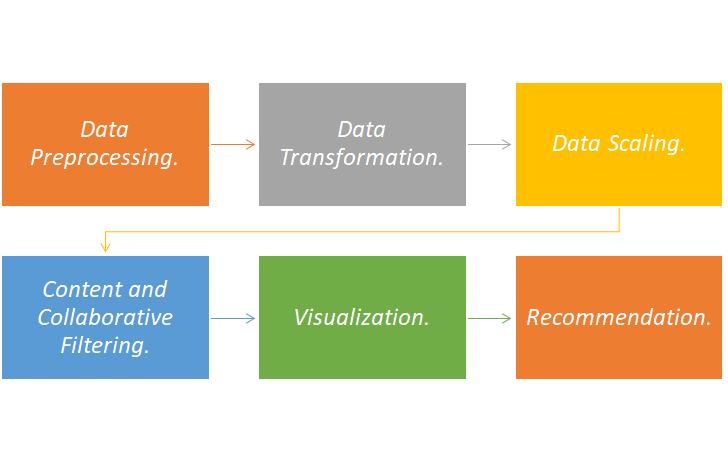 Data
Preprocessing.
Data
Transformation.
Data Scaling.
Content and
Collaborative
Filtering.
Visualization.
Recommendation.